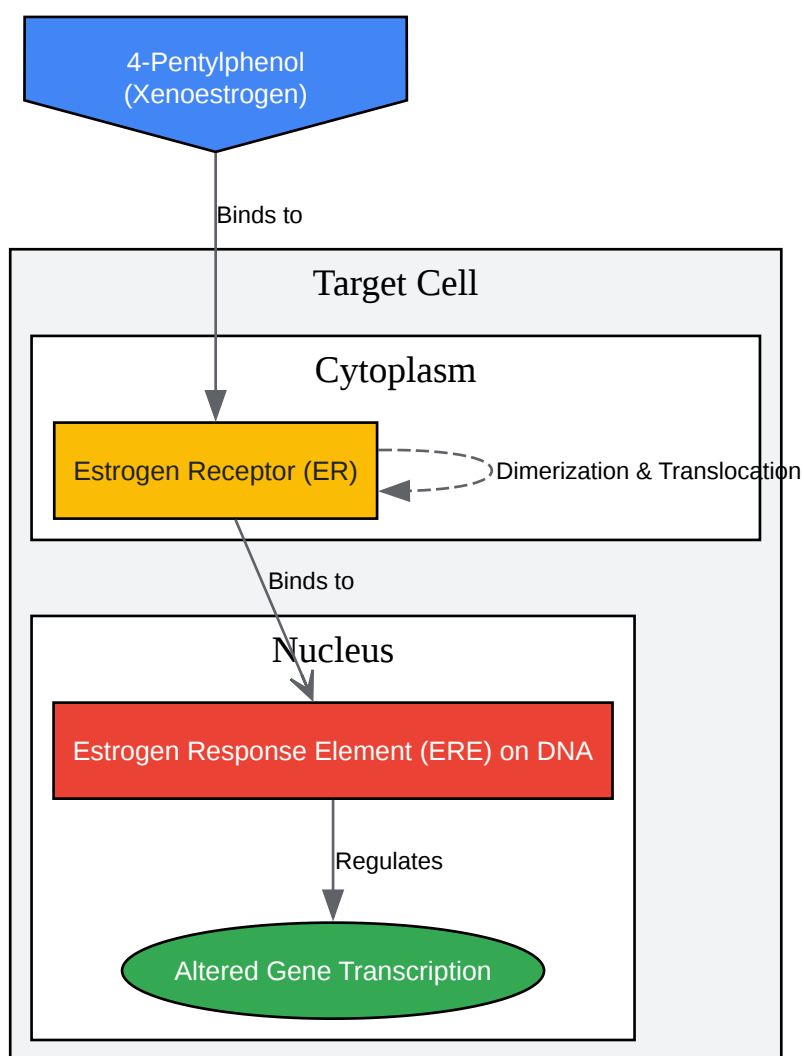 4-Pentylphenol
(Xenoestrogen)
Binds to
Target Cell
Cytoplasm
Estrogen Receptor (ER)
Dimerization & Translocation
Binds to
Nucleus
Estrogen Response Element (ERE) on DNA
Regulates
Altered Gene Transcription